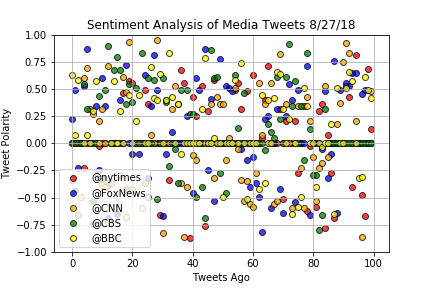 Sentiment Analysis of Media Tweets 8/27/18
Tweet Polarity
1.00
0.75
0.50
0.25
0.00
−0.25
−0.50
−0.75
−1.00
@nytimes
@FoxNews
@CNN
@CBS
@BBC
0 20 40 60 80 100
Tweets Ago